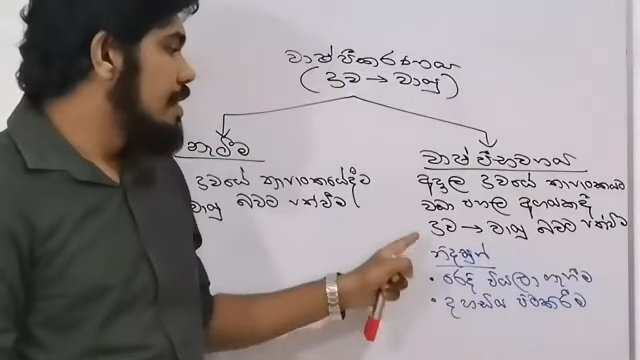 වාෂ්පීකරණය
(ද්‍රව → වායු)
නැටීම
ද්‍රවයේ තාපාංකයේදීම
වායු බවට පත්වීම
වාෂ්පීභවනය
අදාල ද්‍රවයේ තාපාංකයට
වඩා පහල අගයකදී
ද්‍රව → වායු බවට පත්වීම
නිදසුන්
• රෙදි වියලා ගැනීම
• දහඩිය පිටකිරීම